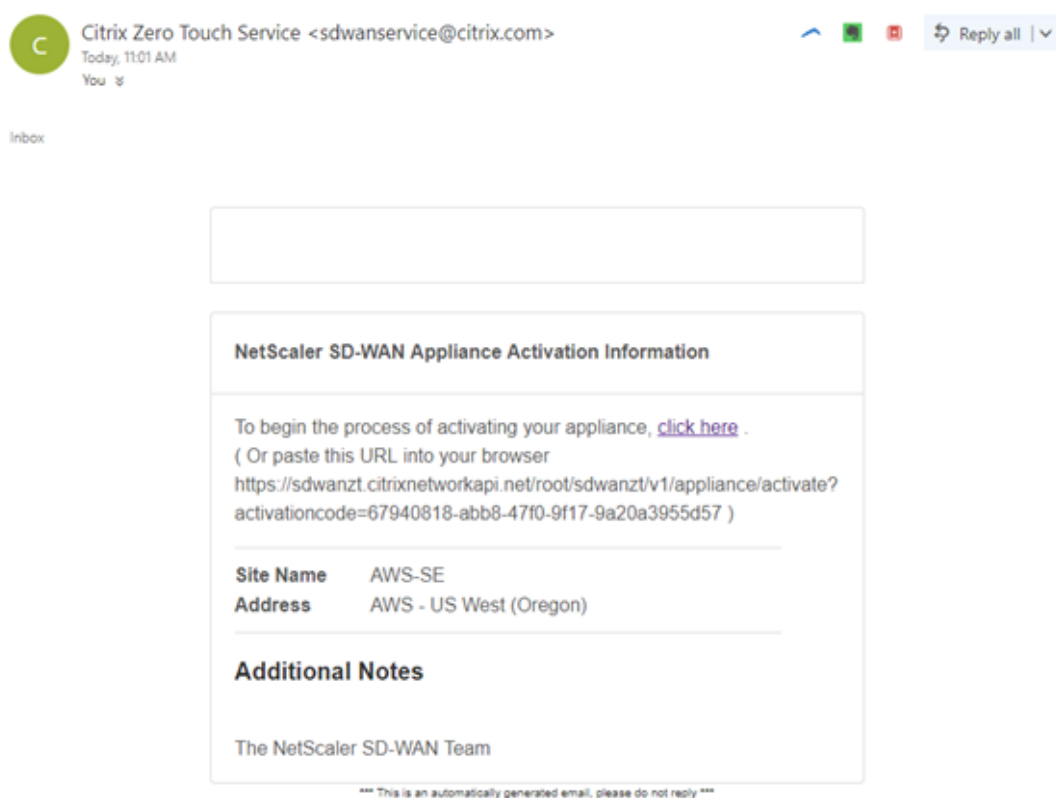 C
Citrix Zero Touch Service <sdwanservice@citrix.com>
Today, 11:01 AM
You
Reply all
Inbox
NetScaler SD-WAN Appliance Activation Information
To begin the process of activating your appliance, click here .
( Or paste this URL into your browser
https://sdwanzt.citrixnetworkapi.net/root/sdwanzt/v1/appliance/activate?
activationcode=67940818-abb8-47f0-9f17-9a20a3955d57 )
Site Name AWS-SE
Address AWS - US West (Oregon)
Additional Notes
The NetScaler SD-WAN Team
*** This is an automatically generated email, please do not reply ***